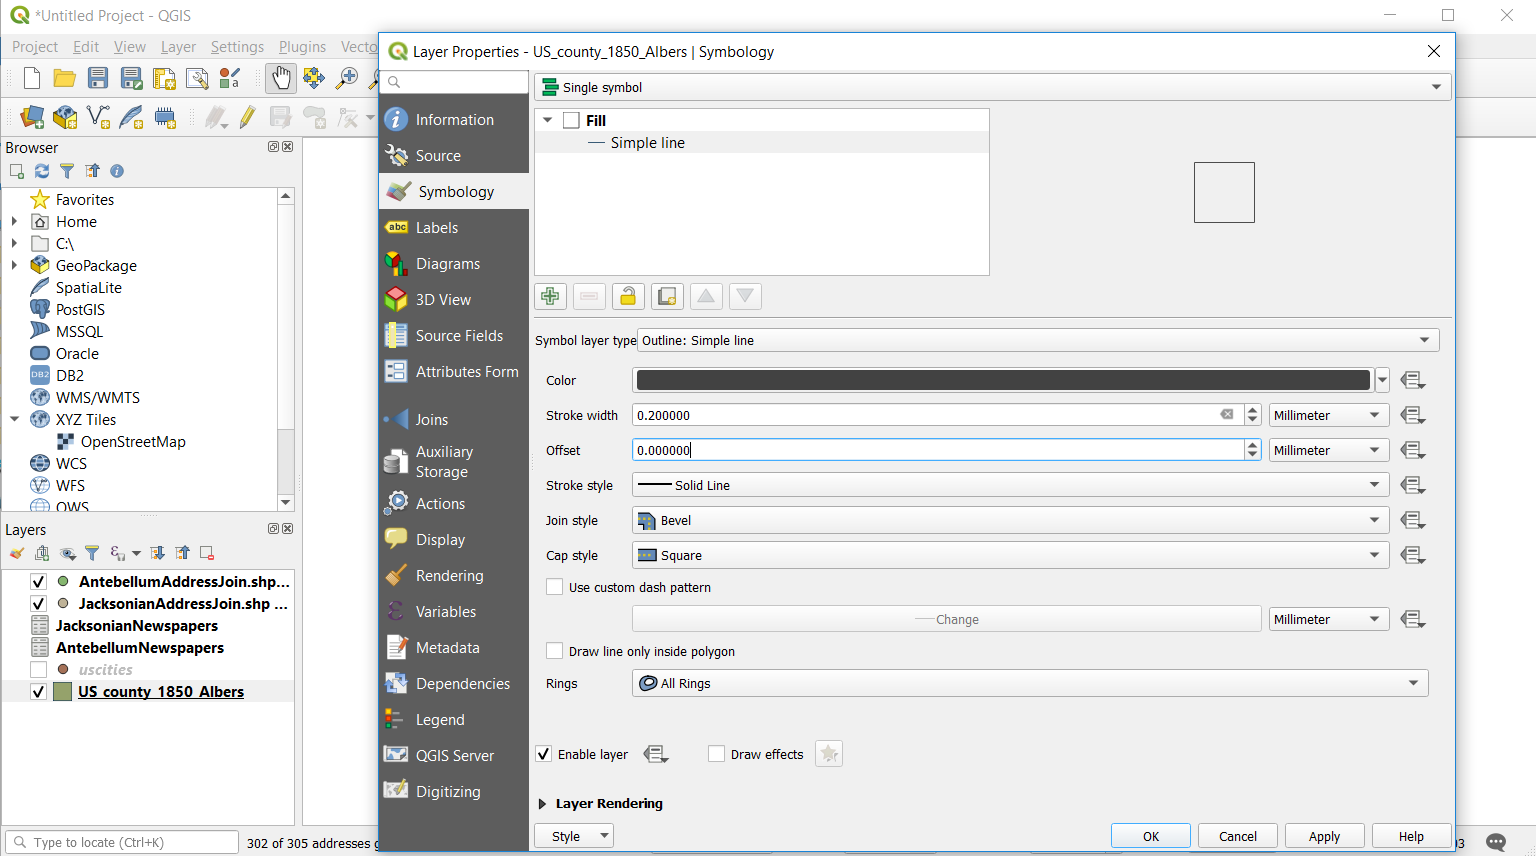 *Untitled Project - QGIS
Project Edit View Layer Settings Plugins Vecto
Layer Properties - US_county_1850_Albers | Symbology
Browser
Favorites
Home
C:\
GeoPackage
SpatiaLite
PostGIS
MSSQL
Oracle
DB2
DB2
WMS/WMTS
XYZ Tiles
OpenStreetMap
WCS
WFS
OWS
Layers
AntebellumAddressJoin.shp...
JacksonianAddressJoin.shp ...
JacksonianNewspapers
AntebellumNewspapers
uscities
US_county_1850_Albers
Type to locate (Ctrl+K)
302 of 305 addresses g
Information
Source
Symbology
abc
Labels
Diagrams
3D View
Source Fields
Attributes Form
Joins
Auxiliary
Storage
Actions
Display
Rendering
Variables
Metadata
Dependencies
Legend
QGIS Server
Digitizing
Single symbol
Fill
Simple line
Symbol layer type Outline: Simple line
Color
Stroke width 0.200000 Millimeter
Offset 0.000000 Millimeter
Stroke style Solid Line
Join style Bevel
Cap style Square
Use custom dash pattern
Change Millimeter
Draw line only inside polygon
Rings All Rings
Enable layer Draw effects
Layer Rendering
Style OK Cancel Apply Help
03